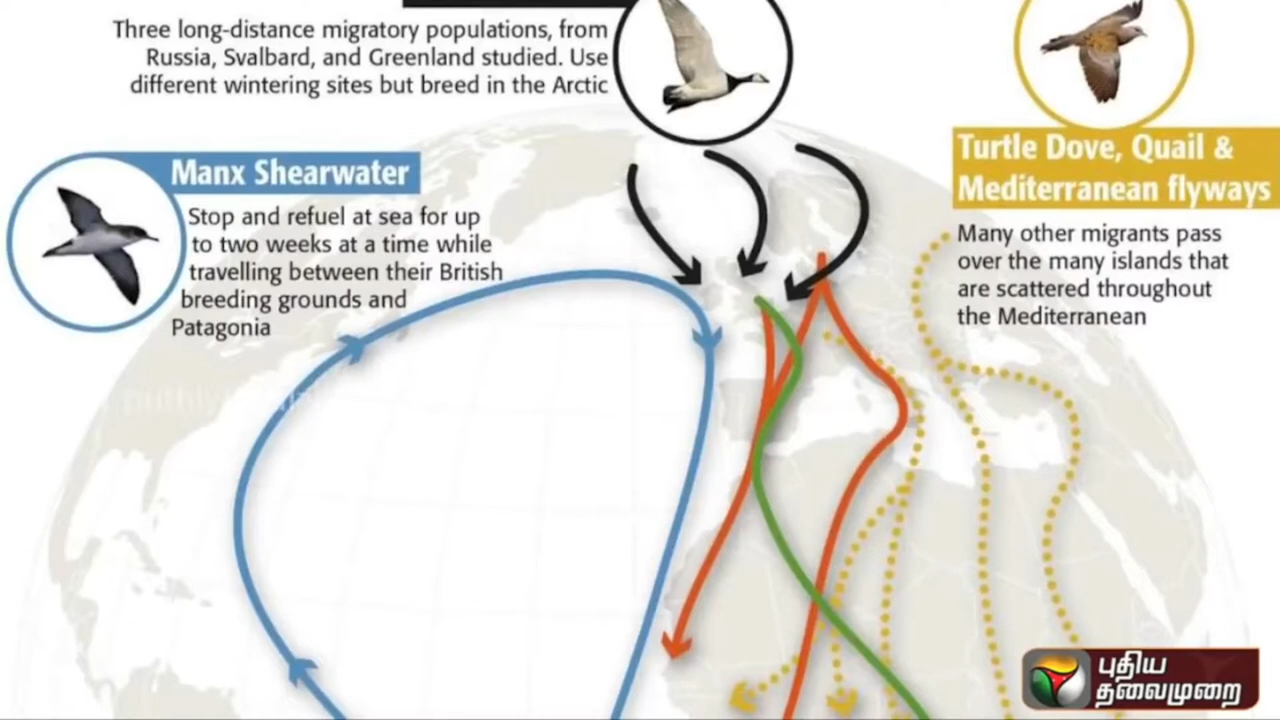 Three long-distance migratory populations, from
Russia, Svalbard, and Greenland studied. Use
different wintering sites but breed in the Arctic
Manx Shearwater
Stop and refuel at sea for up
to two weeks at a time while
travelling between their British
breeding grounds and
Patagonia
Turtle Dove, Quail &
Mediterranean flyways
Many other migrants pass
over the many islands that
are scattered throughout
the Mediterranean
புதிய
தலைமுறை